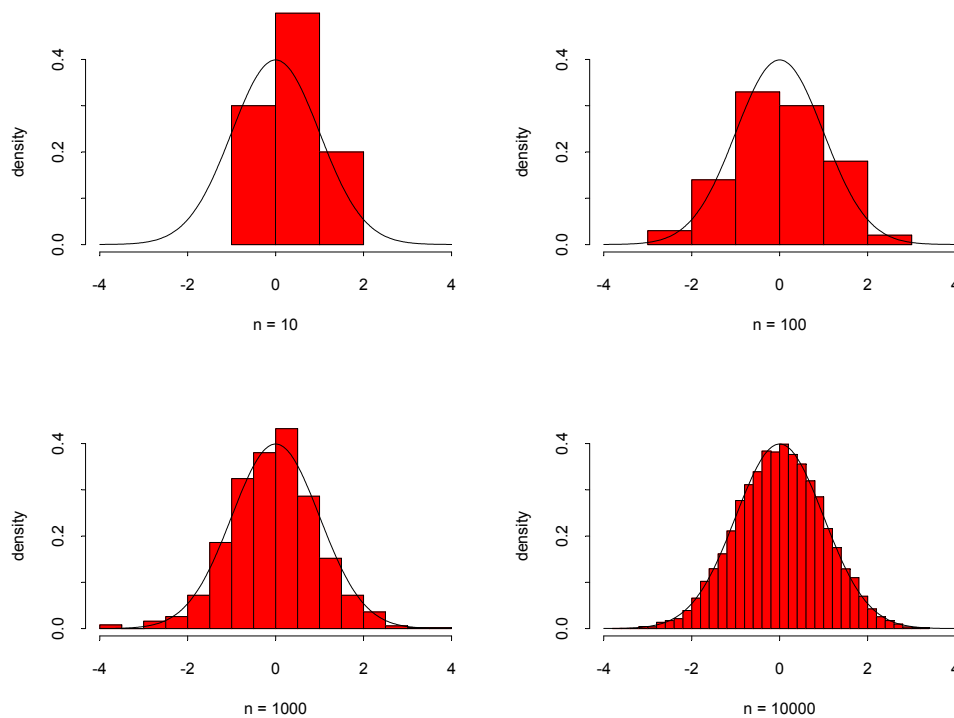 density
0.0 0.2 0.4
-4 -2 0 2 4
n = 10
density
0.0 0.2 0.4
-4 -2 0 2 4
n = 100
density
0.0 0.2 0.4
-4 -2 0 2 4
n = 1000
density
0.0 0.2 0.4
-4 -2 0 2 4
n = 10000